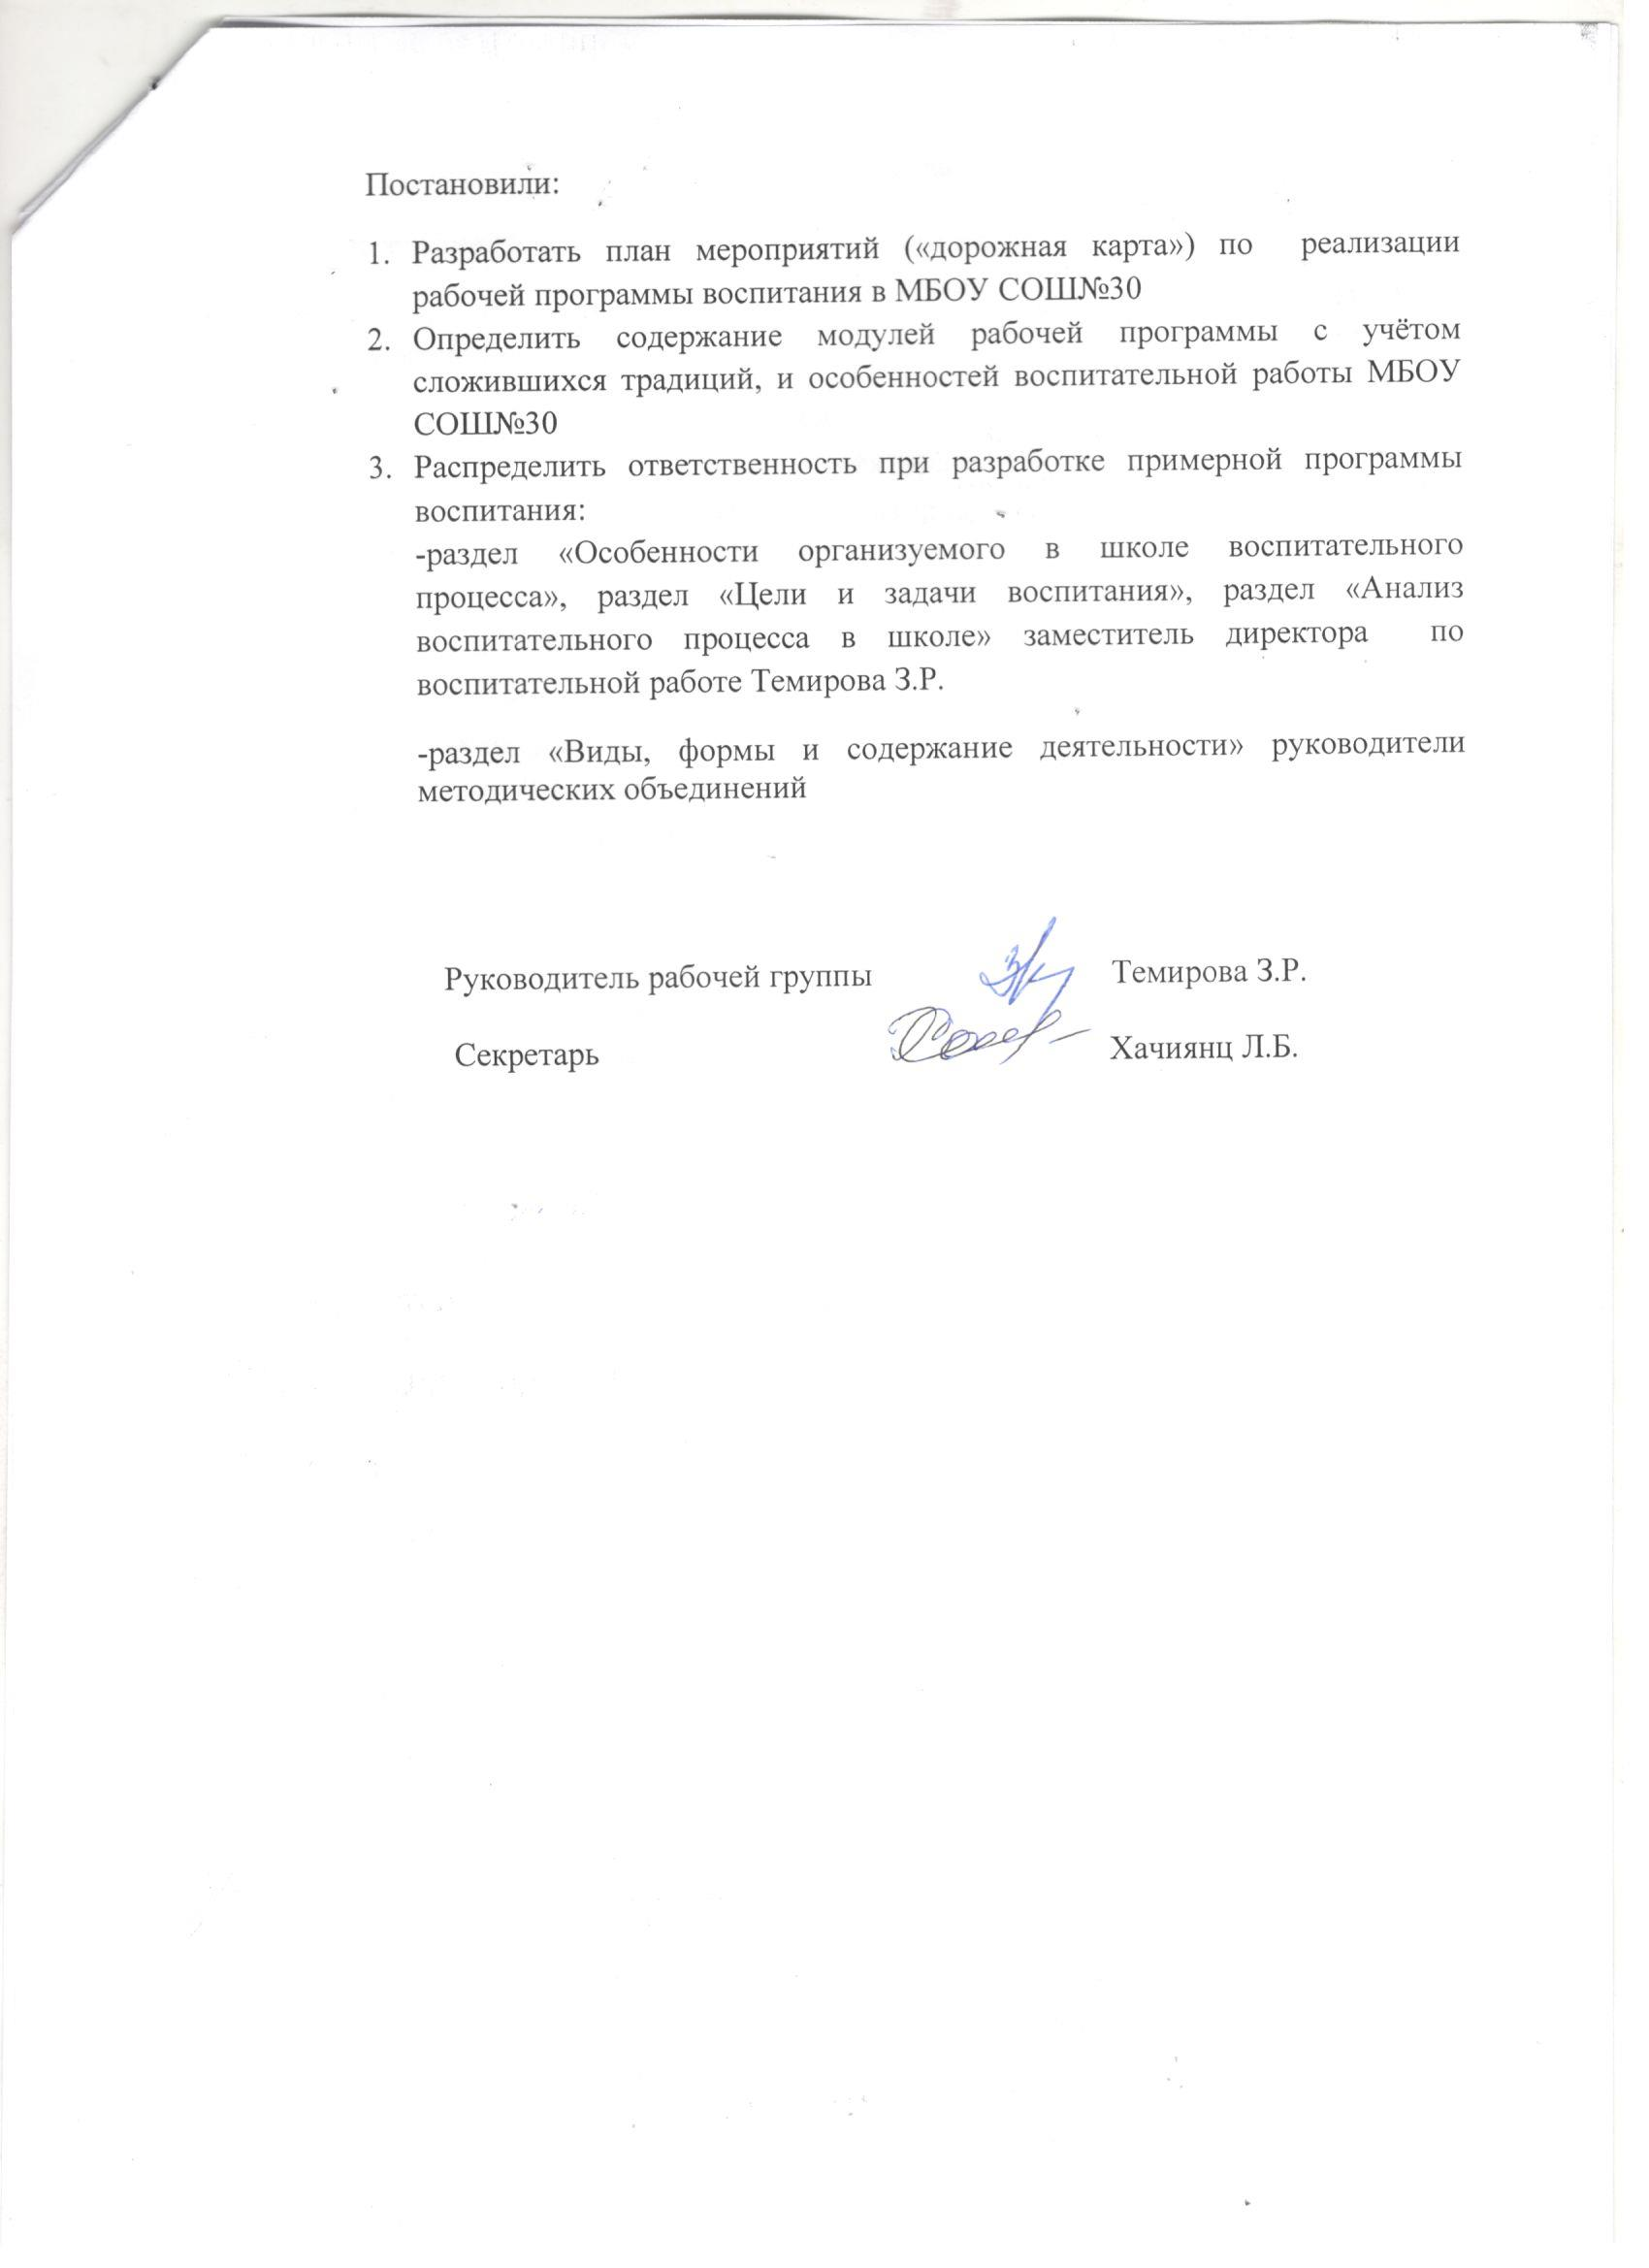 Постановили:
1. Разработать план мероприятий («дорожная карта») по реализации
рабочей программы воспитания в МБОУ СОШ№30
2. Определить содержание модулей рабочей программы с учётом
сложившихся традиций, и особенностей воспитательной работы МБОУ
СОШ№30
3. Распределить ответственность при разработке примерной программы
воспитания:
-раздел «Особенности организуемого в школе воспитательного
процесса», раздел «Цели и задачи воспитания», раздел «Анализ
воспитательного процесса в школе» заместитель директора по
воспитательной работе Темирова З.Р.
-раздел «Виды, формы и содержание деятельности» руководители
методических объединений
Руководитель рабочей группы Темирова З.Р.
Секретарь Хачиянц Л.Б.